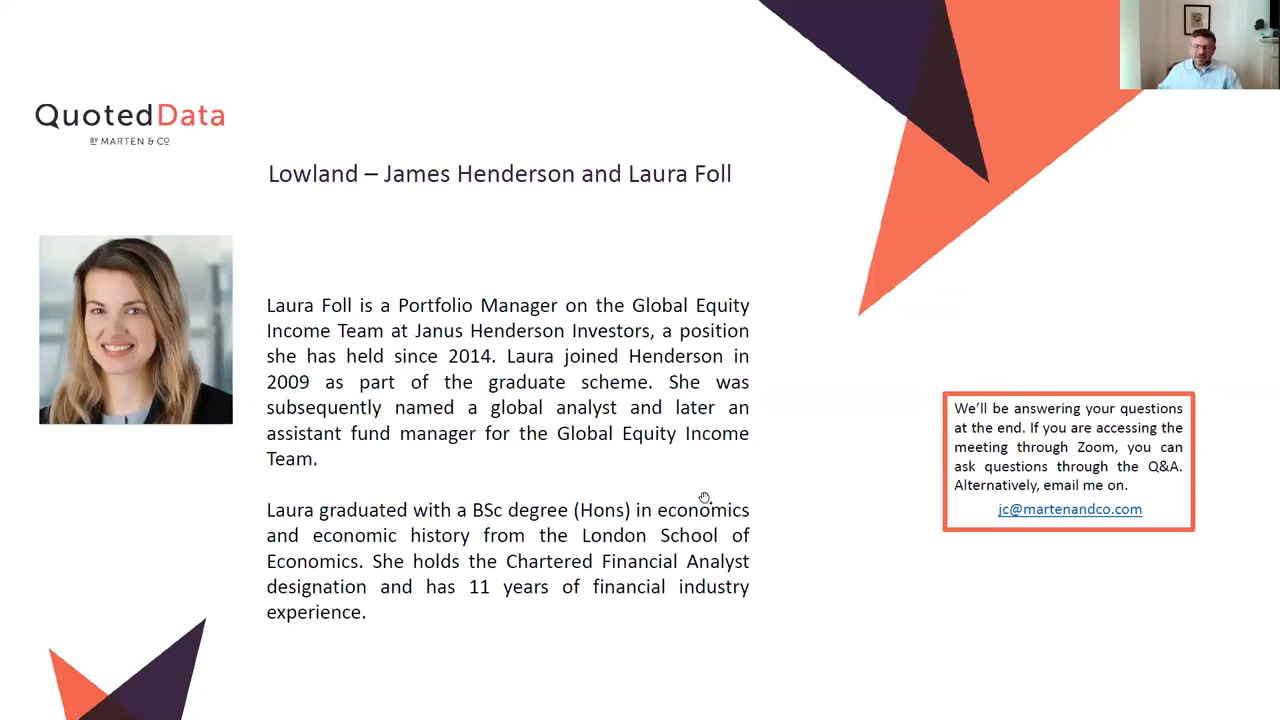 QuotedData
BY MARTEN & CO
Lowland – James Henderson and Laura Foll
Laura Foll is a Portfolio Manager on the Global Equity
Income Team at Janus Henderson Investors, a position
she has held since 2014. Laura joined Henderson in
2009 as part of the graduate scheme. She was
subsequently named a global analyst and later an
assistant fund manager for the Global Equity Income
Team.
Laura graduated with a BSc degree (Hons) in economics
and economic history from the London School of
Economics. She holds the Chartered Financial Analyst
designation and has 11 years of financial industry
experience.
We’ll be answering your questions
at the end. If you are accessing the
meeting through Zoom, you can
ask questions through the Q&A.
Alternatively, email me on.
jc@martenandco.com